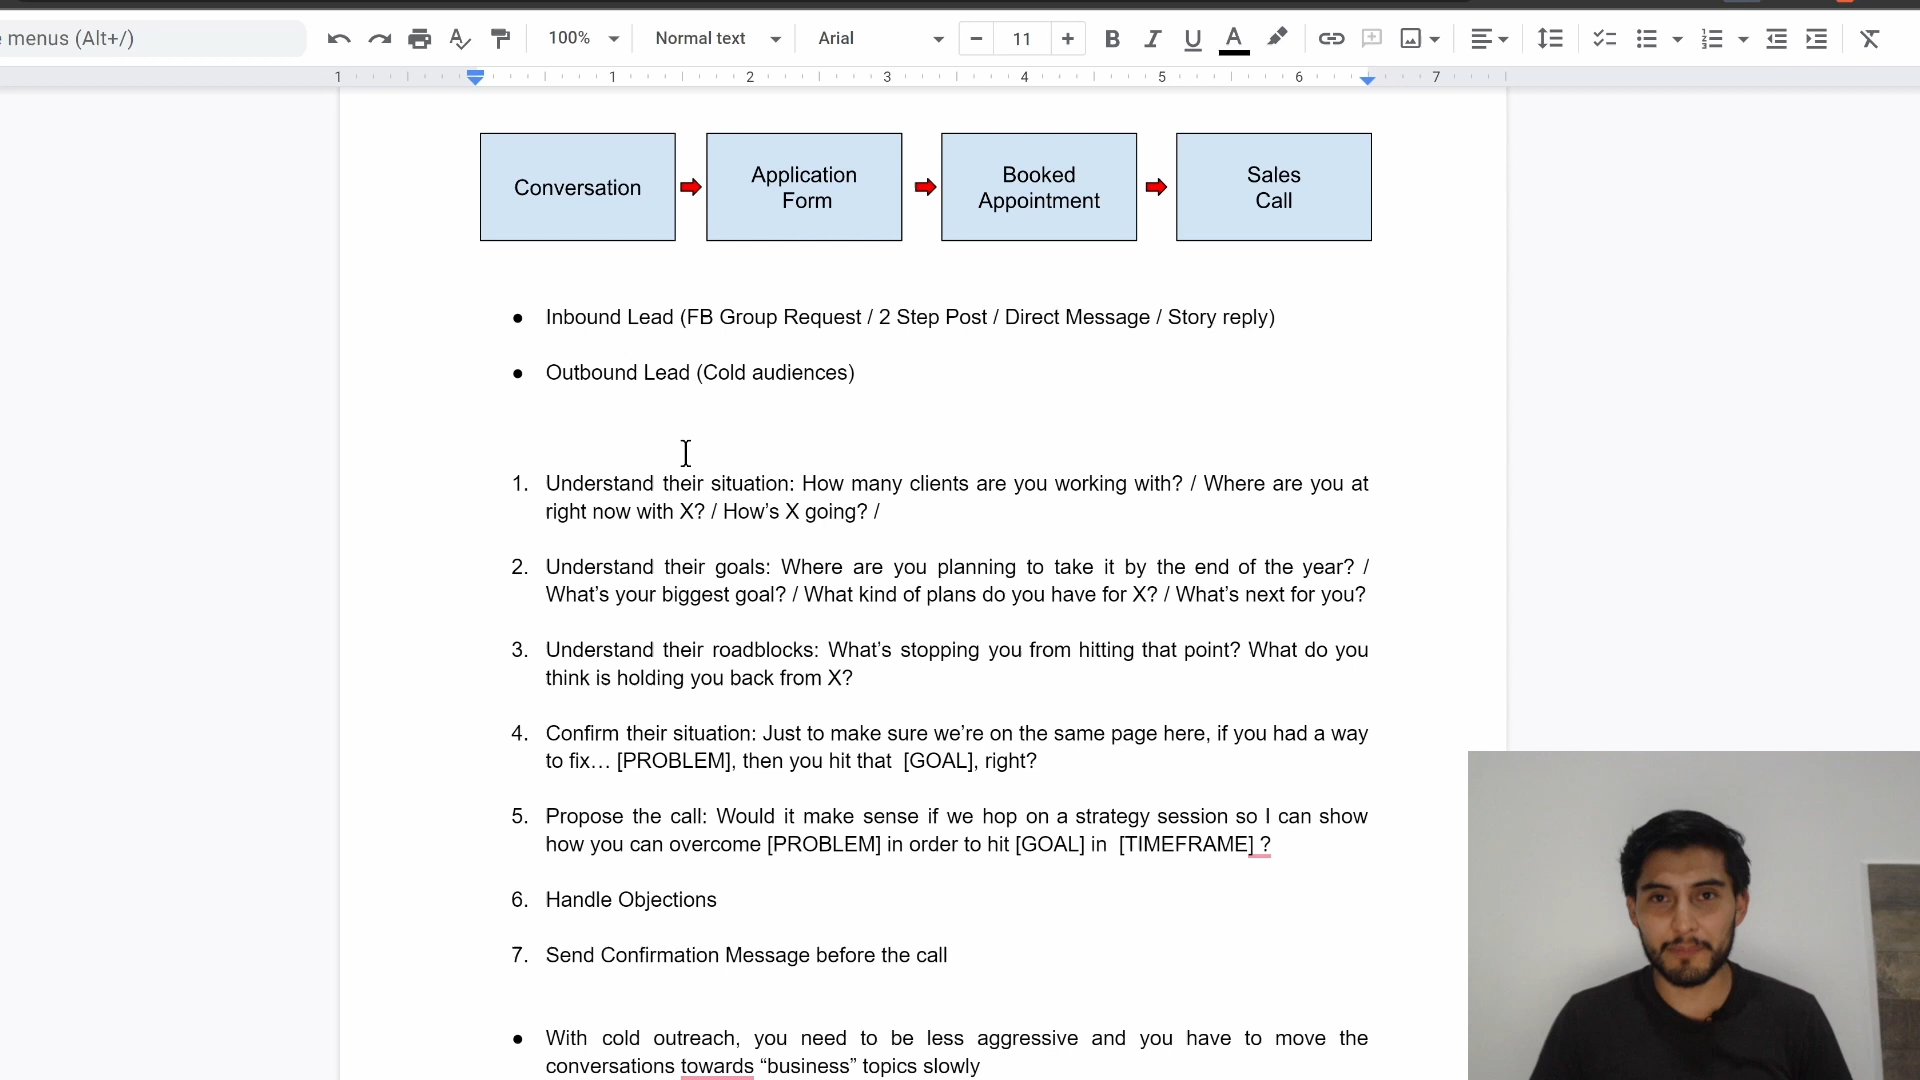 menus (Alt+/)
100%
Normal text
Arial
11
B I U A
1 1 2 3 4 5 6 7
Conversation
Application
Form
Booked
Appointment
Sales
Call
● Inbound Lead (FB Group Request / 2 Step Post / Direct Message / Story reply)
● Outbound Lead (Cold audiences)
1. Understand their situation: How many clients are you working with? / Where are you at
right now with X? / How’s X going? /
2. Understand their goals: Where are you planning to take it by the end of the year? /
What’s your biggest goal? / What kind of plans do you have for X? / What’s next for you?
3. Understand their roadblocks: What’s stopping you from hitting that point? What do you
think is holding you back from X?
4. Confirm their situation: Just to make sure we’re on the same page here, if you had a way
to fix… [PROBLEM], then you hit that [GOAL], right?
5. Propose the call: Would it make sense if we hop on a strategy session so I can show
how you can overcome [PROBLEM] in order to hit [GOAL] in [TIMEFRAME] ?
6. Handle Objections
7. Send Confirmation Message before the call
● With cold outreach, you need to be less aggressive and you have to move the
conversations towards “business” topics slowly